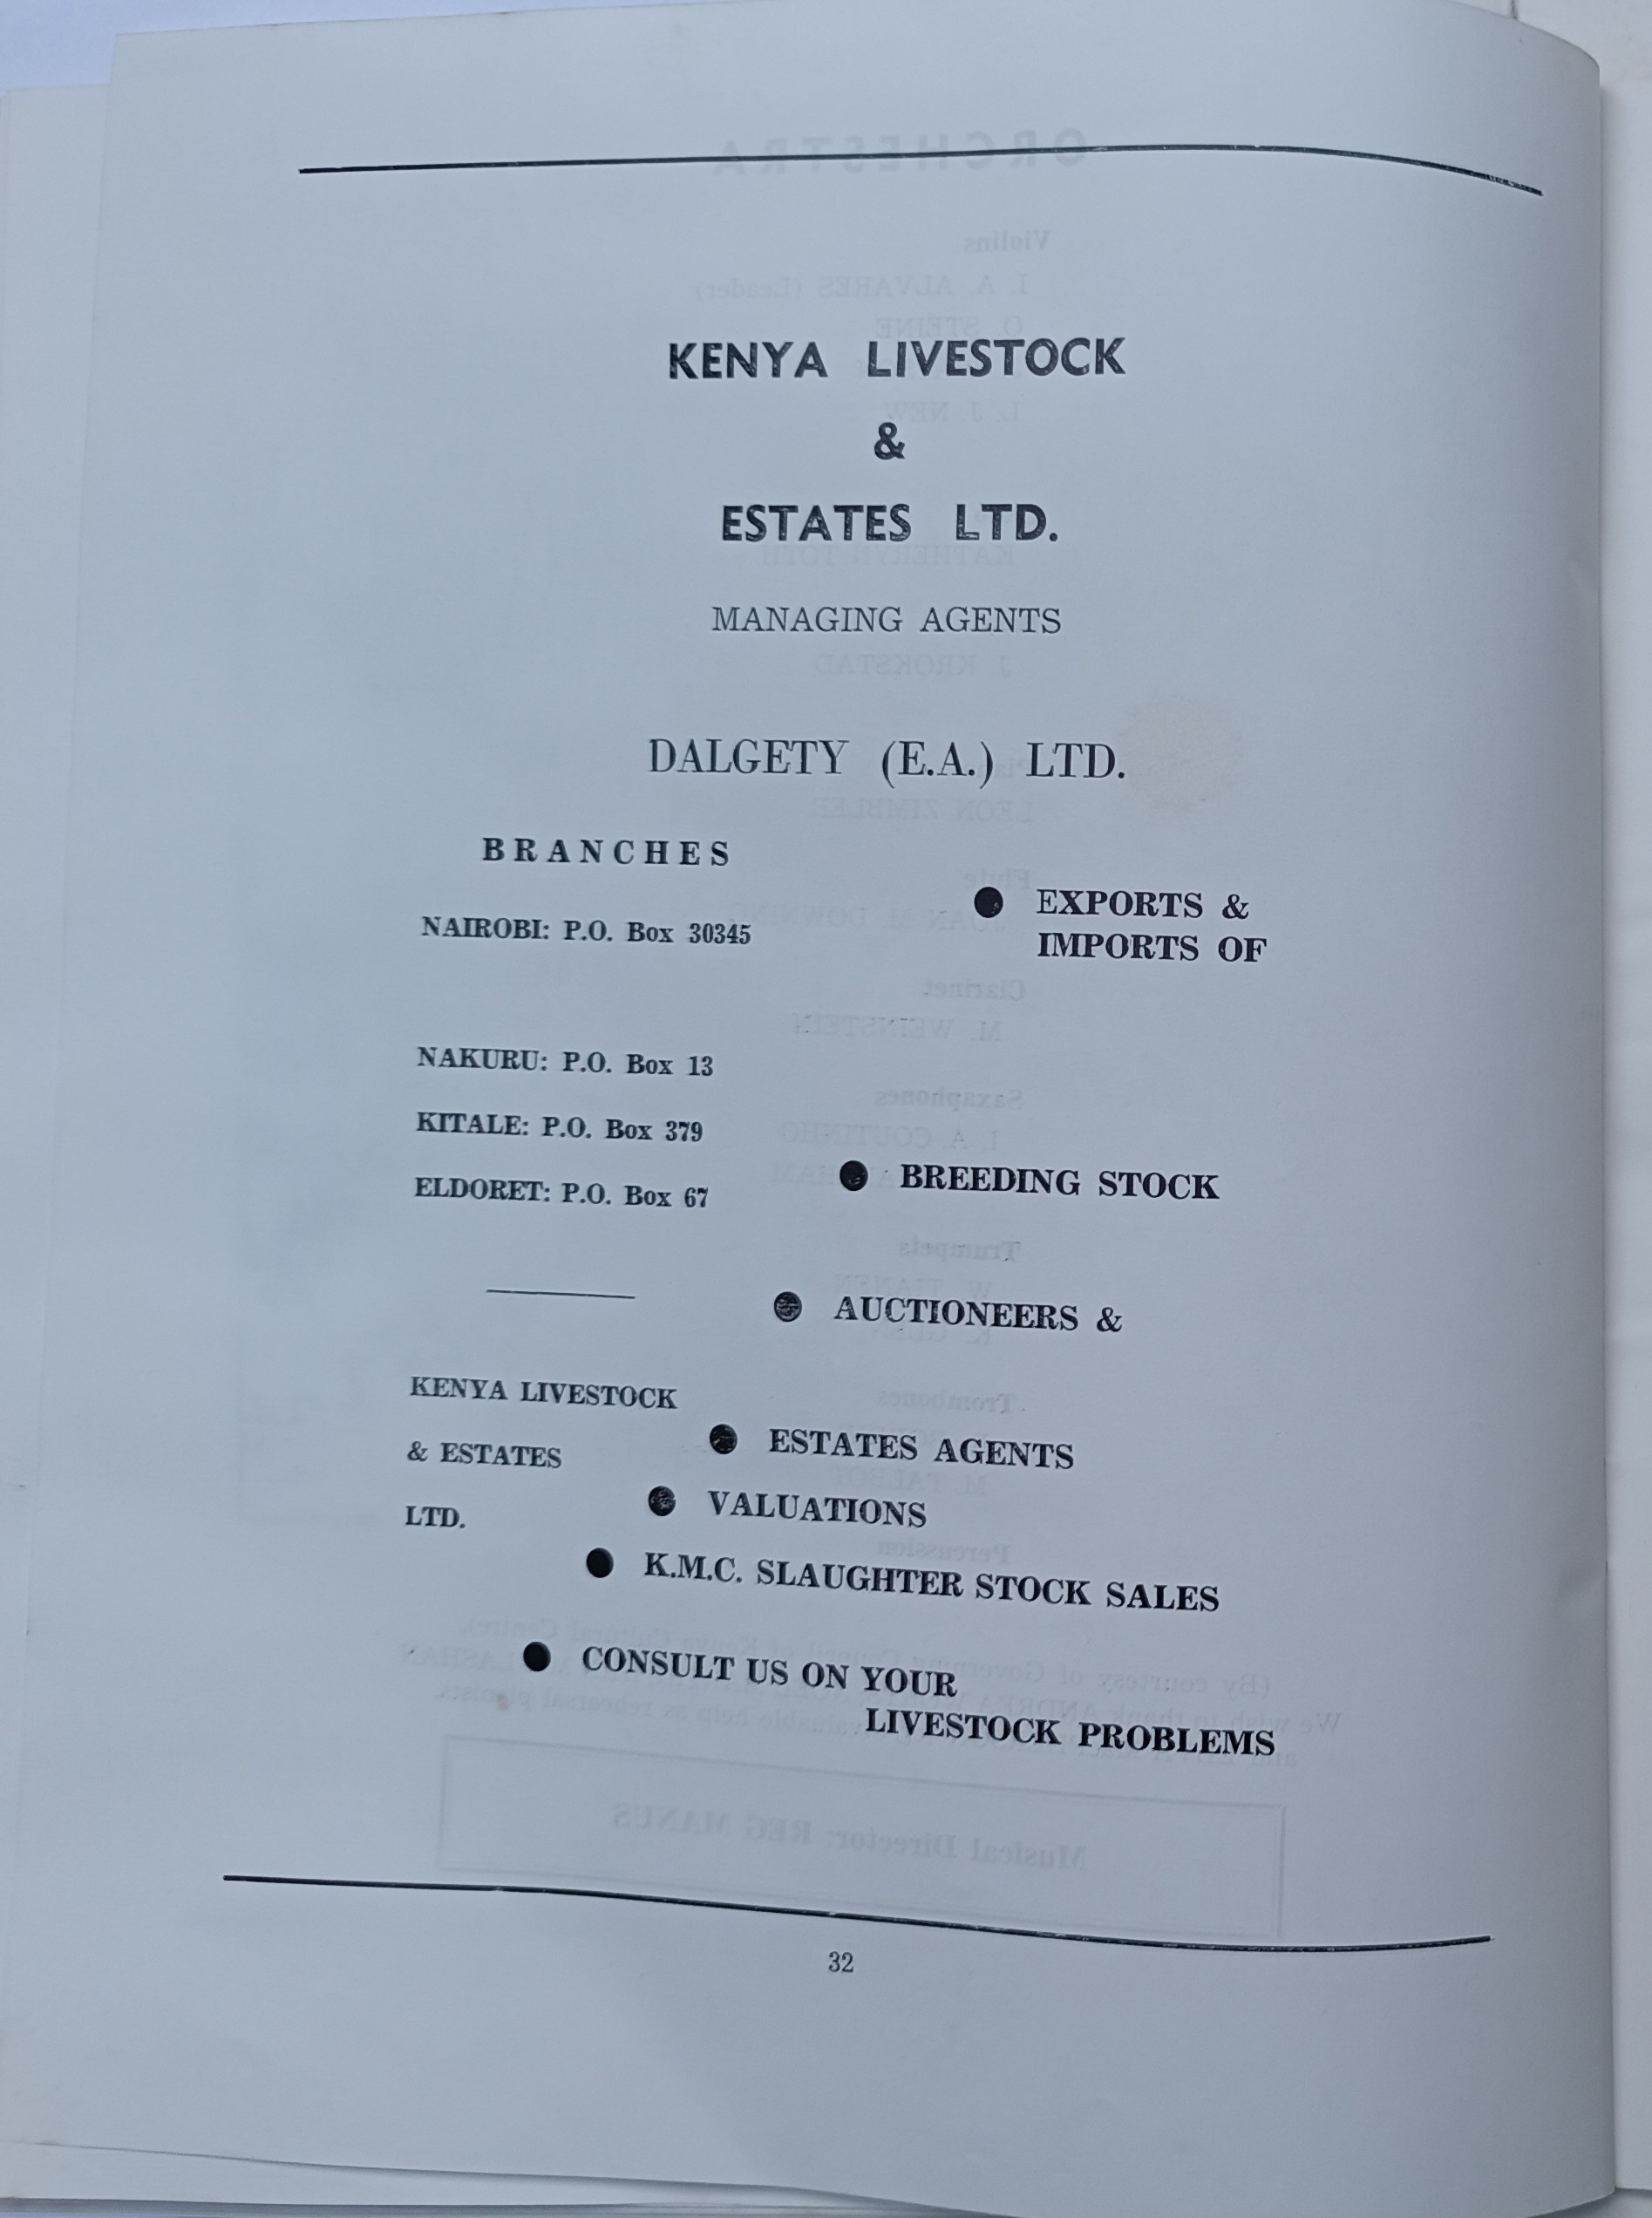 KENYA LIVESTOCK
&
ESTATES LTD.
MANAGING AGENTS
DALGETY (E.A.) LTD.
BRANCHES
NAIROBI: P.O. Box 30345
NAKURU: P.O. Box 13
KITALE: P.O. Box 379
ELDORET: P.O. Box 67
KENYA LIVESTOCK
& ESTATES
LTD.
● EXPORTS &
IMPORTS OF
● BREEDING STOCK
● AUCTIONEERS &
● ESTATES AGENTS
● VALUATIONS
● K.M.C. SLAUGHTER STOCK SALES
● CONSULT US ON YOUR
LIVESTOCK PROBLEMS
32